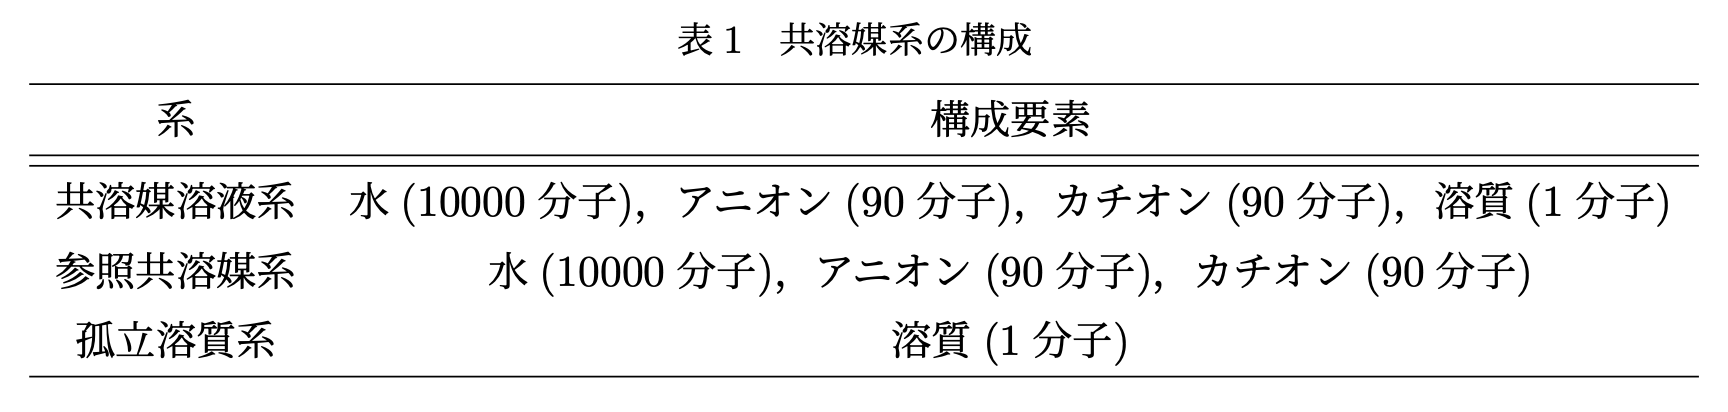 表 1　共溶媒系の構成
系　構成要素
共溶媒溶液系　水 (10000 分子)，アニオン (90 分子)，カチオン (90 分子)，溶質 (1 分子)
参照共溶媒系　水 (10000 分子)，アニオン (90 分子)，カチオン (90 分子)
孤立溶質系　溶質 (1 分子)